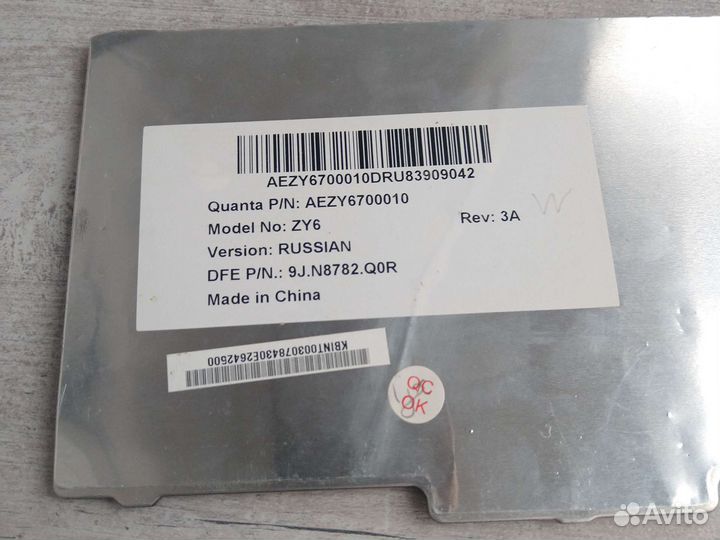 AEZY6700010DRU83909042
Quanta P/N: AEZY6700010
Rev: 3A
Model No: ZY6
Version: RUSSIAN
DFE P/N.: 9J.N8782.Q0R
Made in China
W
KBINT003078430E22642500
QC
OK
Avito